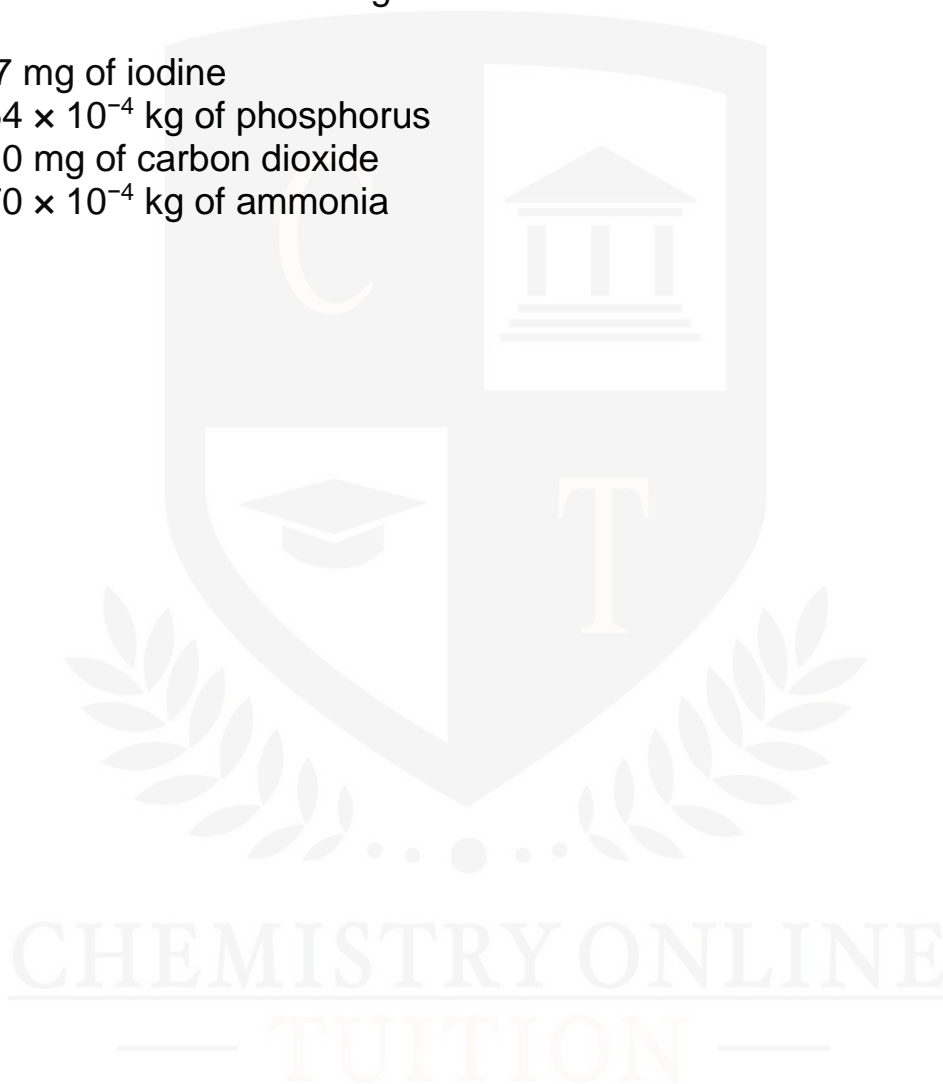 g
7 mg of iodine
4 × 10⁻⁴ kg of phosphorus
0 mg of carbon dioxide
0 × 10⁻⁴ kg of ammonia
C
T
CHEMISTRY ONLINE
TUITION